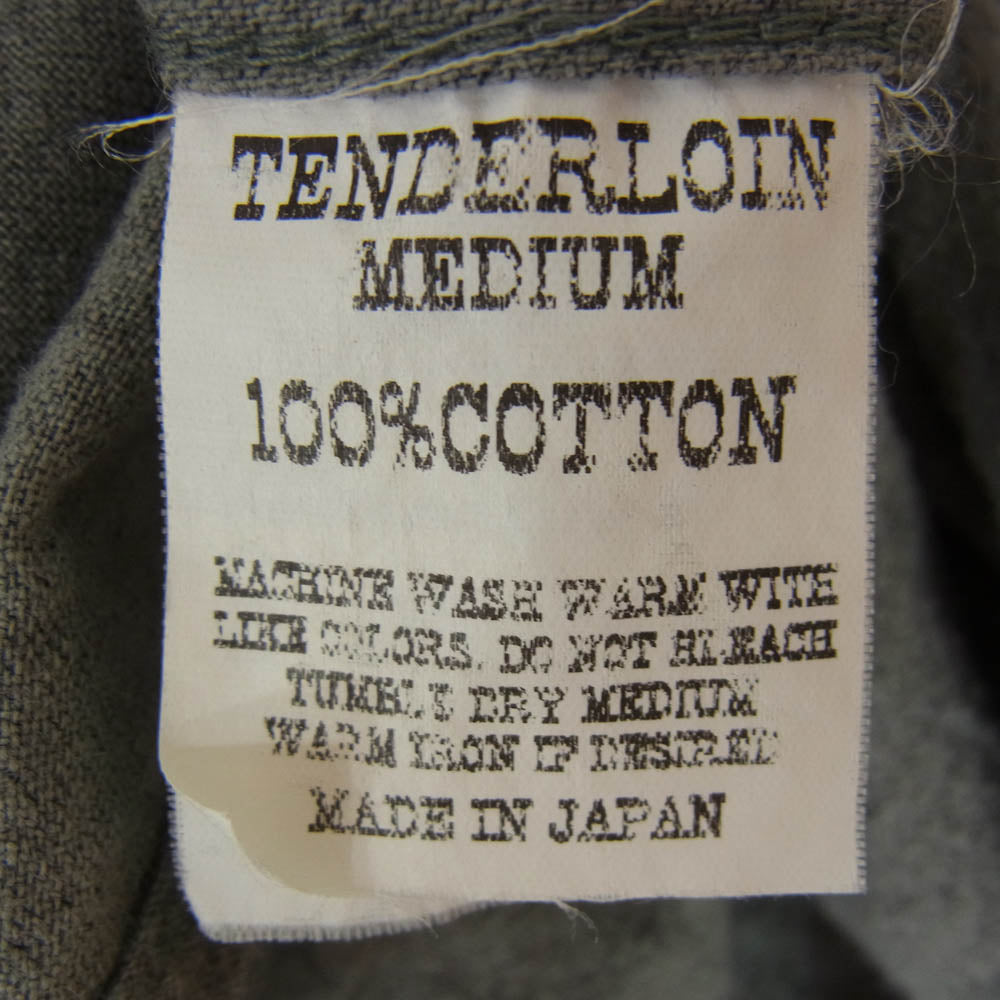 TENDERLOIN
MEDIUM
100%COTTON
MACHINE WASH WARM WITH
LIKE COLORS. DO NOT BLEACH
TUMBLE DRY MEDIUM
WARM IRON IF DESIRED
MADE IN JAPAN